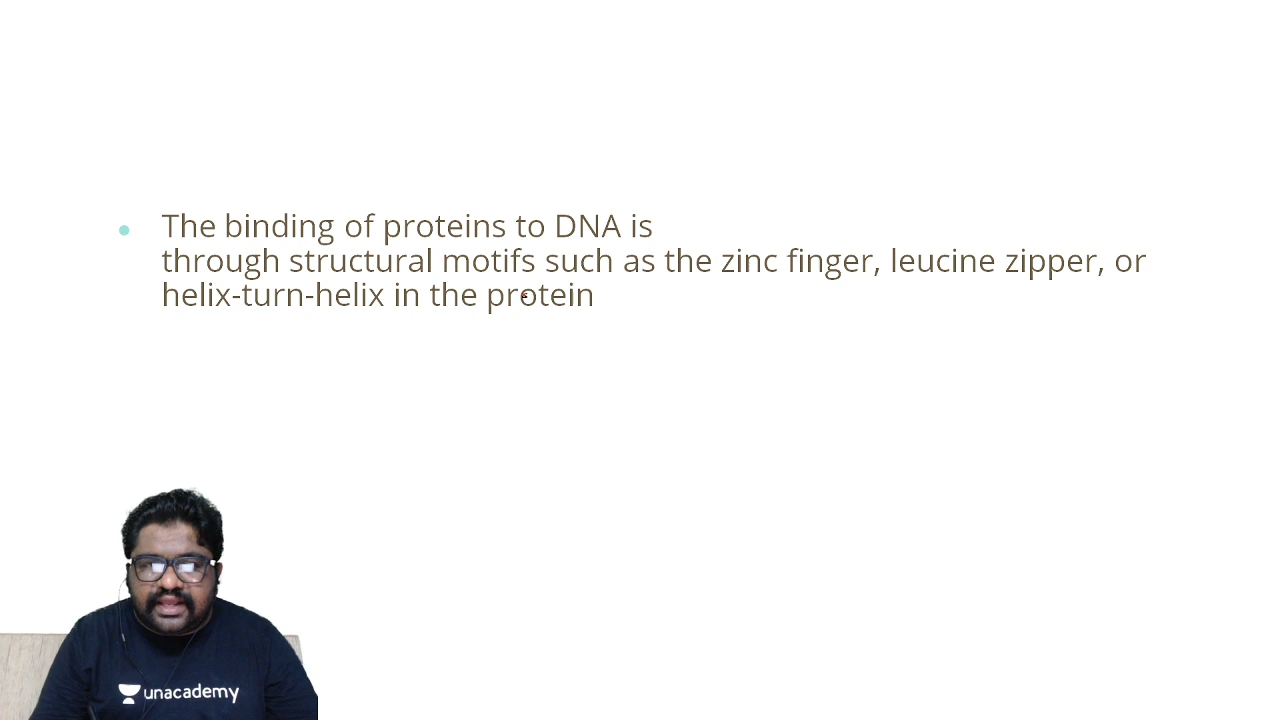 The binding of proteins to DNA is
through structural motifs such as the zinc finger, leucine zipper, or
helix-turn-helix in the protein
unacademy